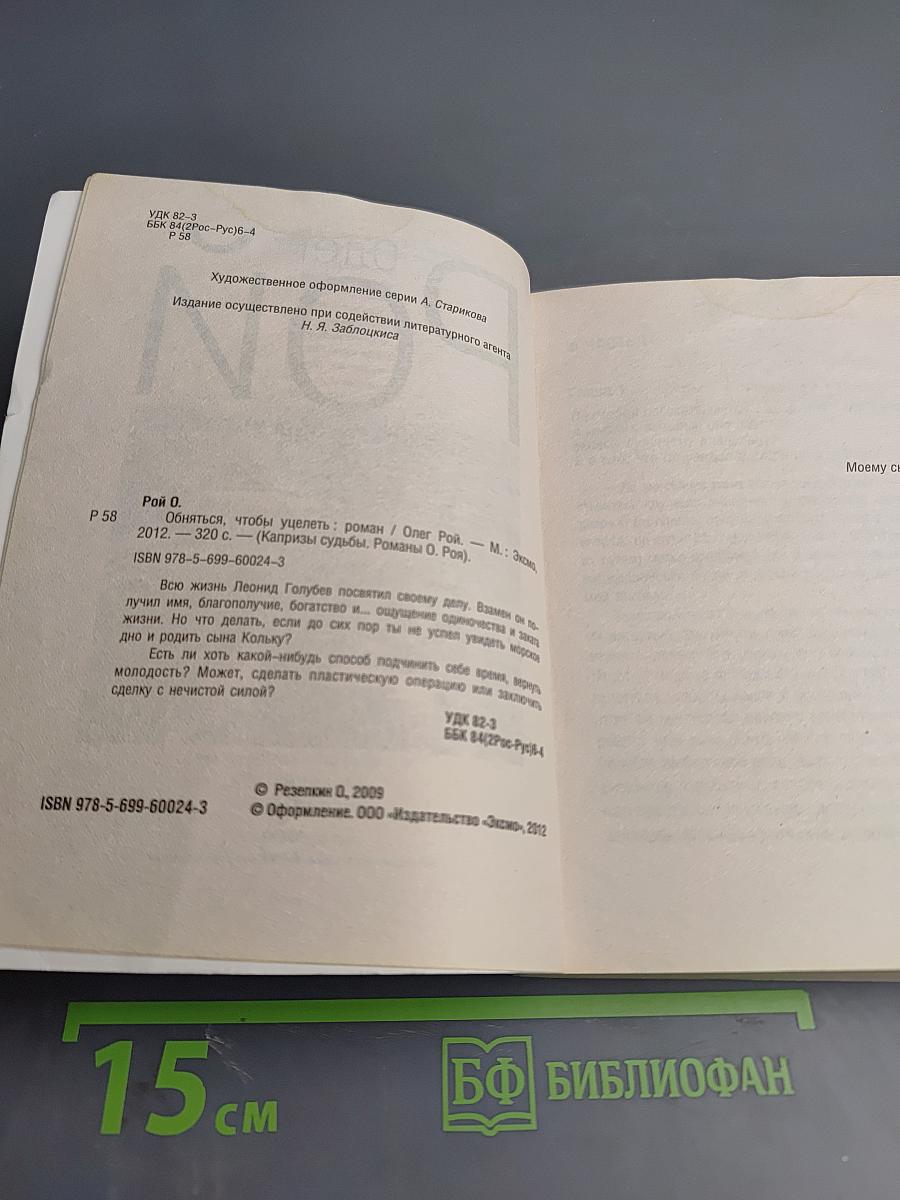 УДК 82–3
ББК 84(2Рос–Рус)6–4
Р 58
Художественное оформление серии А. Старикова
Издание осуществлено при содействии литературного агента
Н. Я. Заблоцкиса
Рой О.
Р 58
Обняться, чтобы уцелеть : роман / Олег Рой. — М. : Эксмо,
2012. — 320 с. — (Капризы судьбы. Романы О. Роя).
ISBN 978–5–699–60024–3
Всю жизнь Леонид Голубев посвятил своему делу. Взамен он по-
лучил имя, благополучие, богатство и... ощущение одиночества и заката
жизни. Но что делать, если до сих пор ты не успел увидеть морское
дно и родить сына Кольку?
Есть ли хоть какой–нибудь способ подчинить себе время, вернуть
молодость? Может, сделать пластическую операцию или заключить
сделку с нечистой силой?
УДК 82-3
ББК 84(2Рос-Рус)6-4
© Резепкин О., 2009
ISBN 978-5-699-60024-3
© Оформление. ООО «Издательство «Эксмо», 2012
Моему
15 см
БФ БИБЛИОФАН